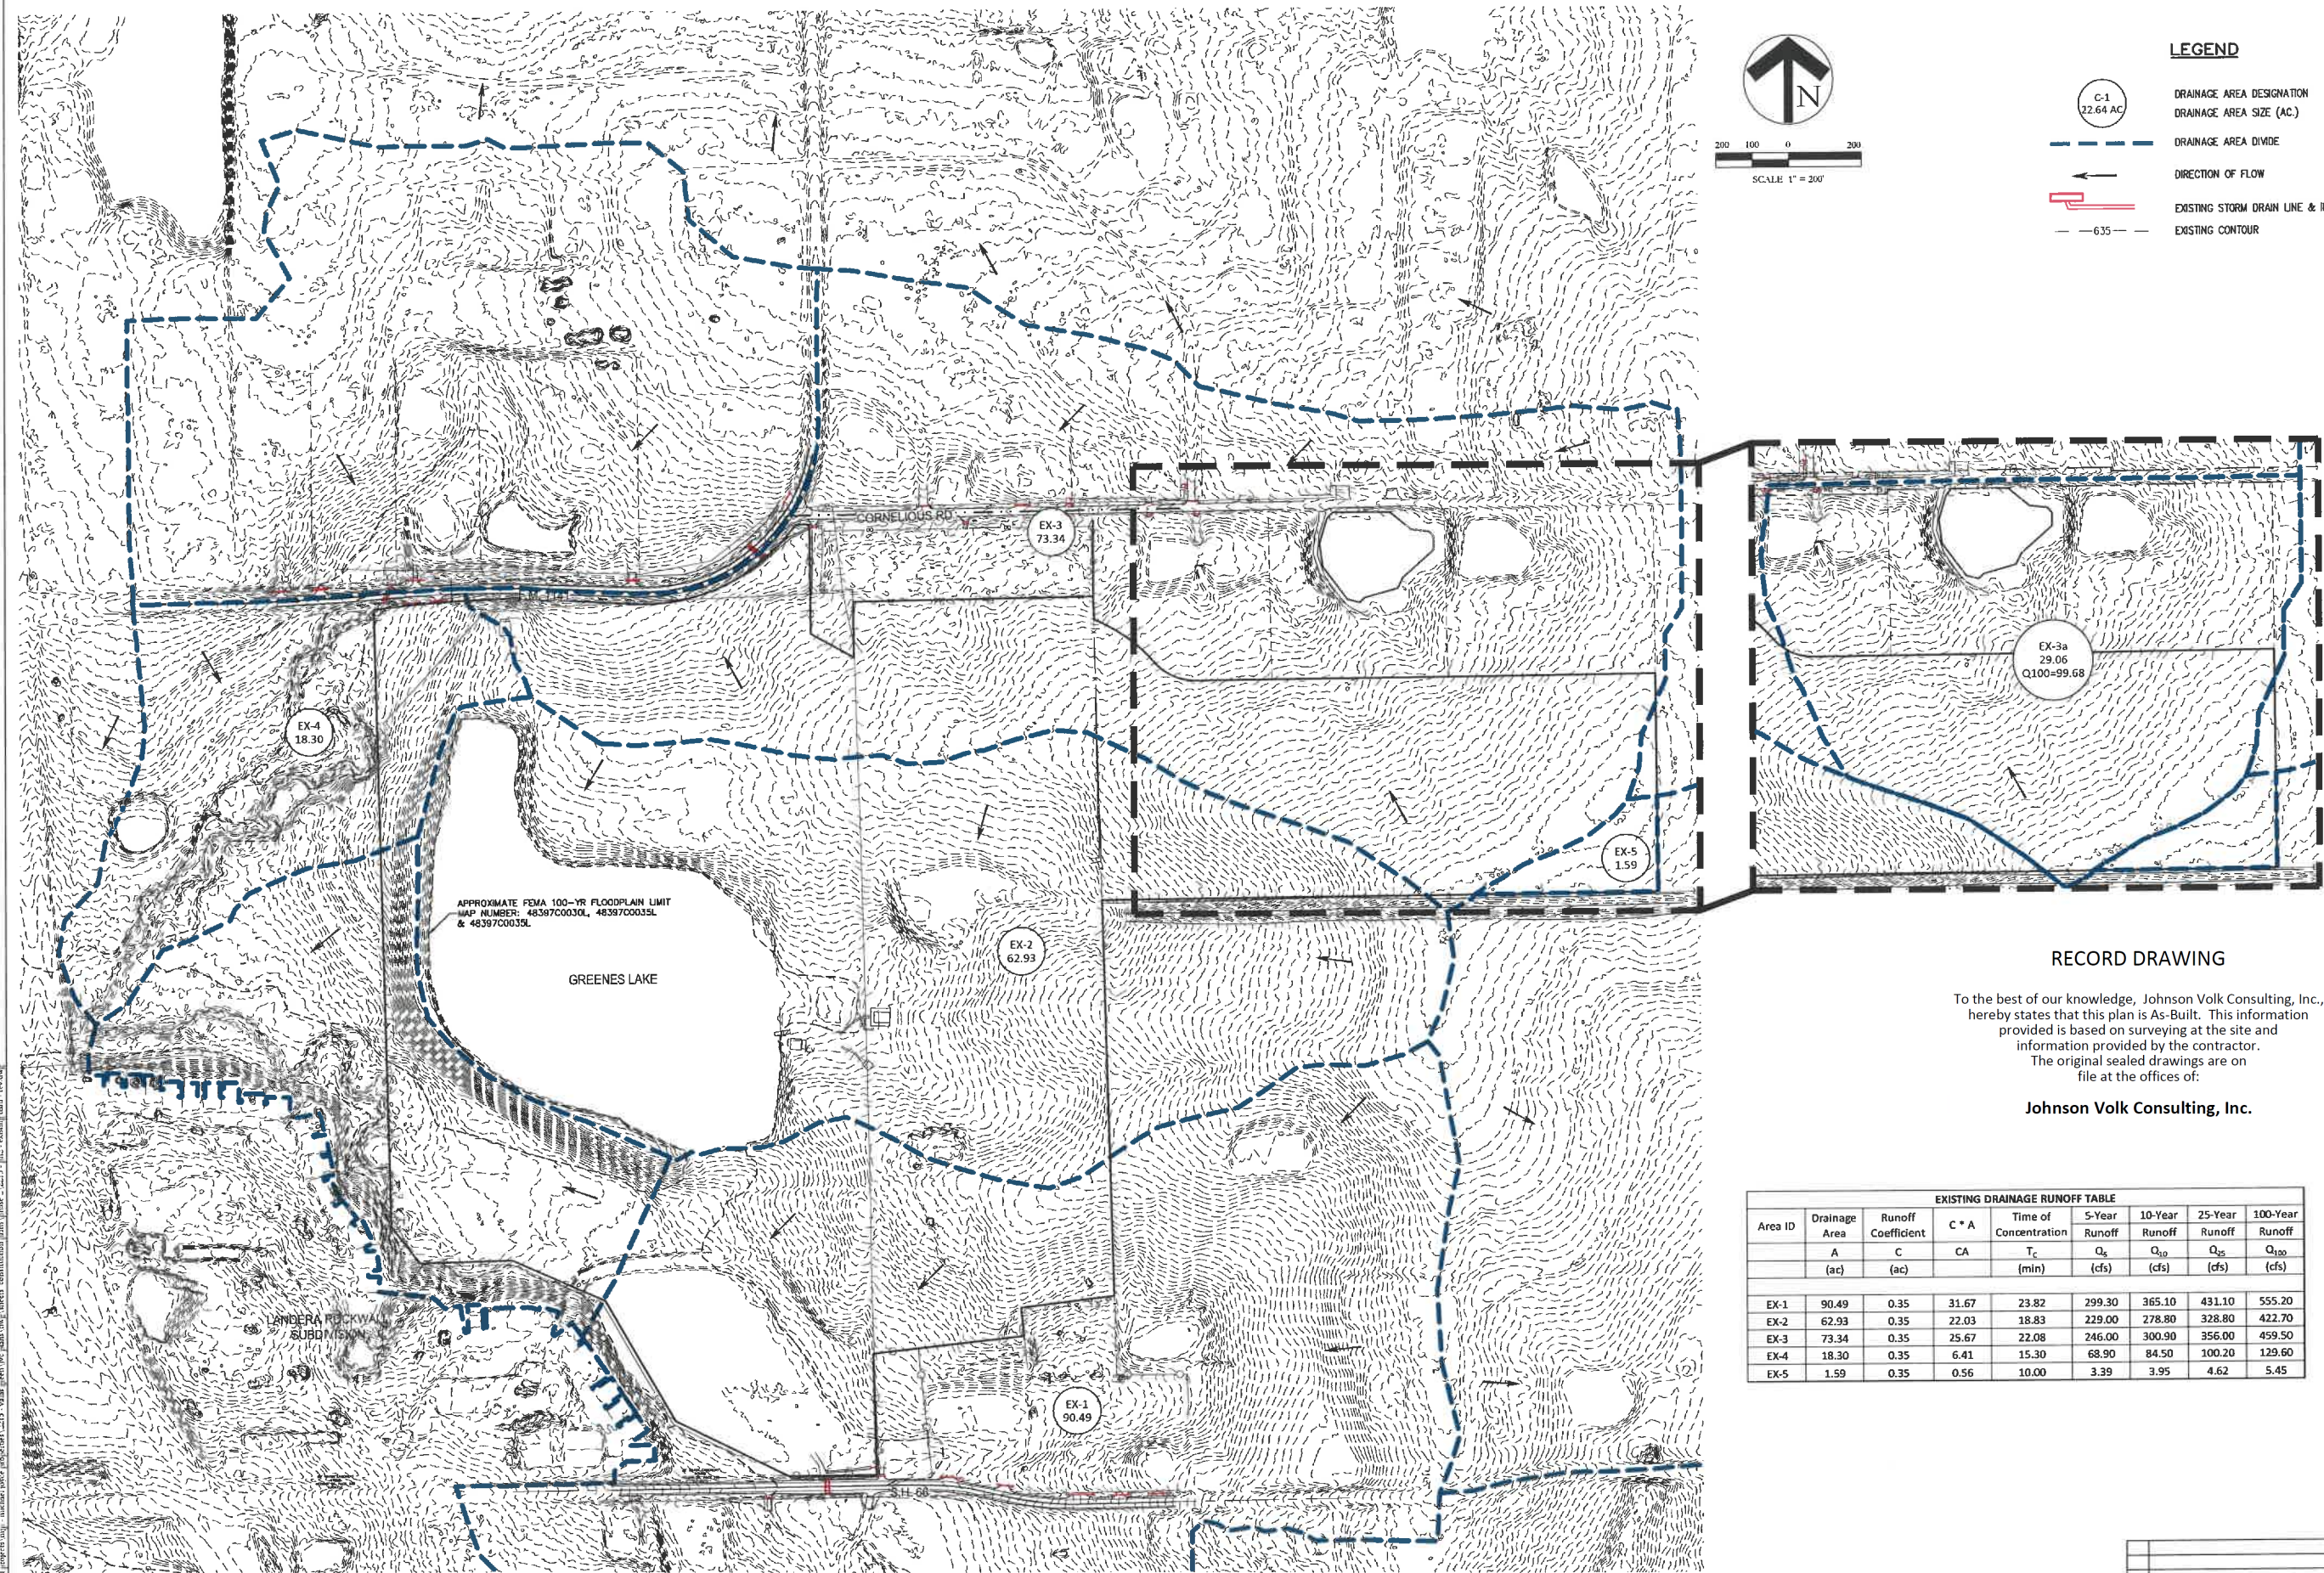 LEGEND
C-1
22.64 AC
DRAINAGE AREA DESIGNATION
DRAINAGE AREA SIZE (AC.)
DRAINAGE AREA DIVIDE
DIRECTION OF FLOW
EXISTING STORM DRAIN LINE &
—635—
EXISTING CONTOUR
N
200 100 0 200
SCALE 1" = 200'
CORNELIOUS RD
EX-3
73.34
EX-3a
29.06
Q100=99.68
EX-4
18.30
EX-5
1.59
APPROXIMATE FEMA 100-YR FLOODPLAIN LIMIT
MAP NUMBER: 48397C0030L, 48397C0035L
& 48397C0035L
GREENES LAKE
EX-2
62.93
SUBDIVISION
EX-1
90.49
S.H. 66
RECORD DRAWING
To the best of our knowledge, Johnson Volk Consulting, Inc.,
hereby states that this plan is As-Built. This information
provided is based on surveying at the site and
information provided by the contractor.
The original sealed drawings are on
file at the offices of:
Johnson Volk Consulting, Inc.
EXISTING DRAINAGE RUNOFF TABLE
Area ID Drainage Area Runoff Coefficient C * A Time of Concentration 5-Year Runoff 10-Year Runoff 25-Year Runoff 100-Year Runoff
A C CA Tc Q5 Q10 Q25 Q100
(ac) (ac) (min) (cfs) (cfs) (cfs) (cfs)
EX-1 90.49 0.35 31.67 23.82 299.30 365.10 431.10 555.20
EX-2 62.93 0.35 22.03 18.83 229.00 278.80 328.80 422.70
EX-3 73.34 0.35 25.67 22.08 246.00 300.90 356.00 459.50
EX-4 18.30 0.35 6.41 15.30 68.90 84.50 100.20 129.60
EX-5 1.59 0.35 0.56 10.00 3.39 3.95 4.62 5.45